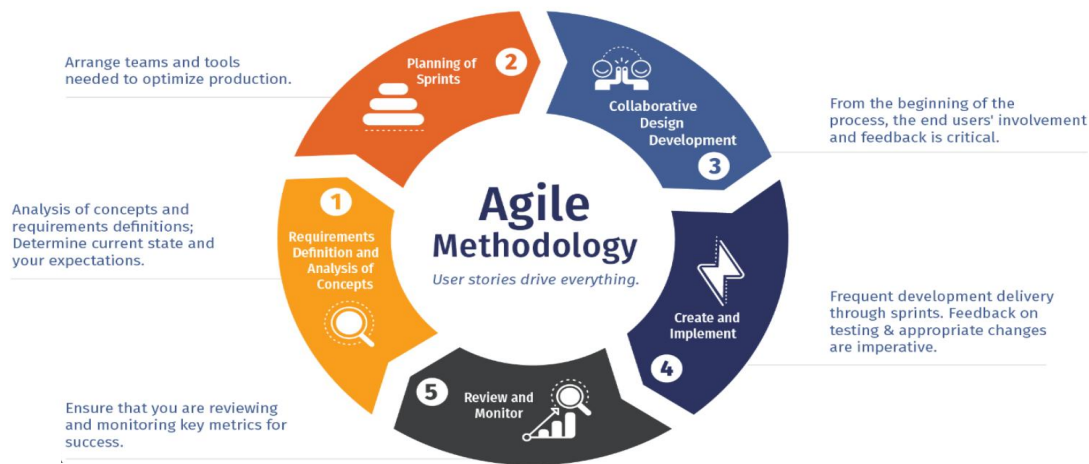 Agile
Methodology
User stories drive everything.
1
Requirements
Definition and
Analysis of
Concepts
Analysis of concepts and
requirements definitions;
Determine current state and
your expectations.
2
Planning of
Sprints
Arrange teams and tools
needed to optimize production.
Collaborative
Design
Development
3
From the beginning of the
process, the end users' involvement
and feedback is critical.
Create and
Implement
4
Frequent development delivery
through sprints. Feedback on
testing & appropriate changes
are imperative.
5
Review and
Monitor
Ensure that you are reviewing
and monitoring key metrics for
success.